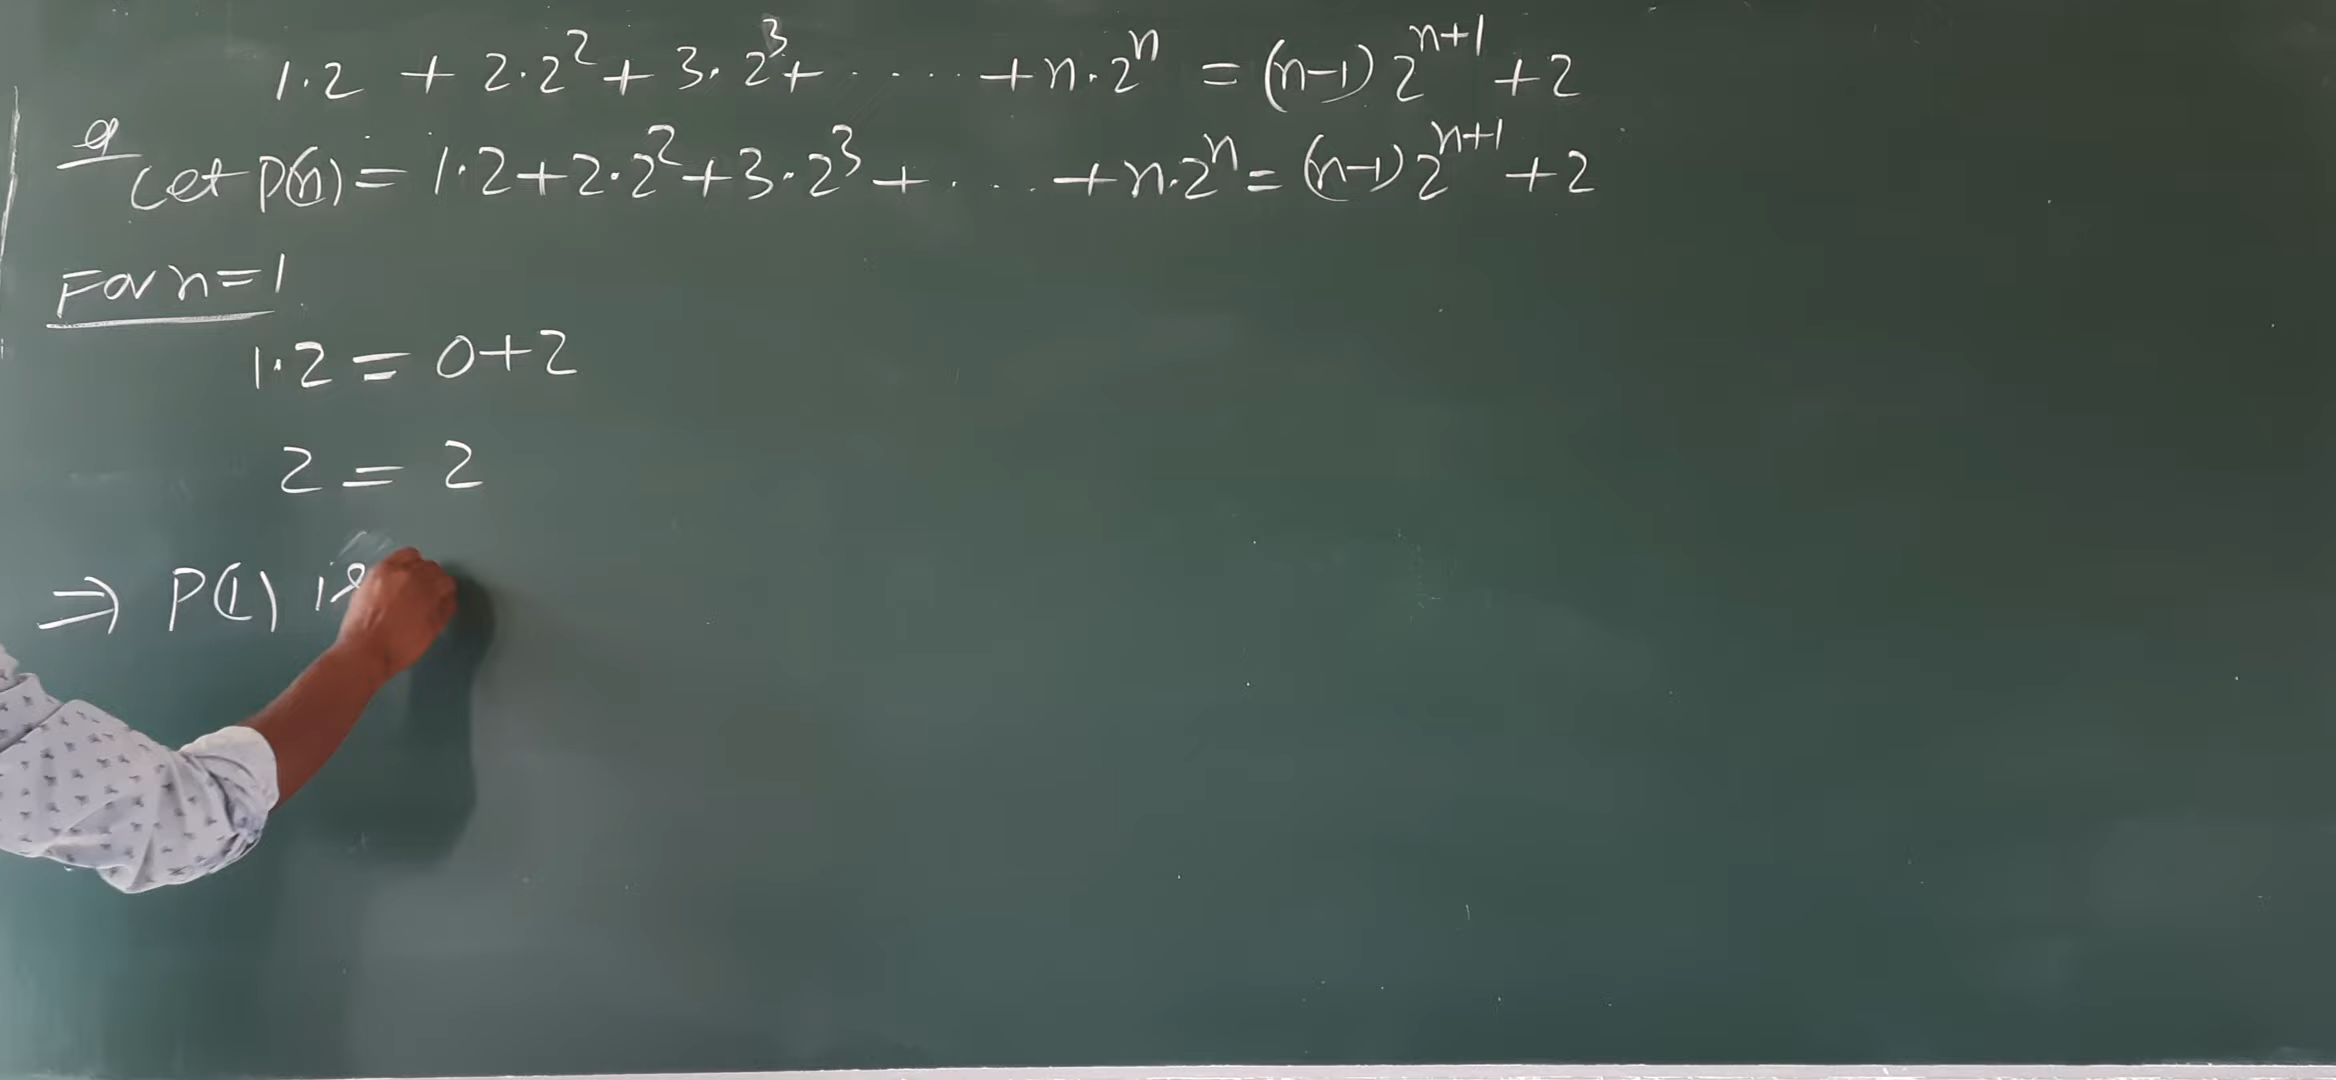 1·2 + 2·2² + 3·2³ + ..... + n·2ⁿ = (n-1) 2ⁿ⁺¹ + 2
Let P(n) = 1·2 + 2·2² + 3·2³ + .... + n·2ⁿ = (n-1) 2ⁿ⁺¹ + 2
For n=1
1·2 = 0+2
2 = 2
⇒ P(1) is